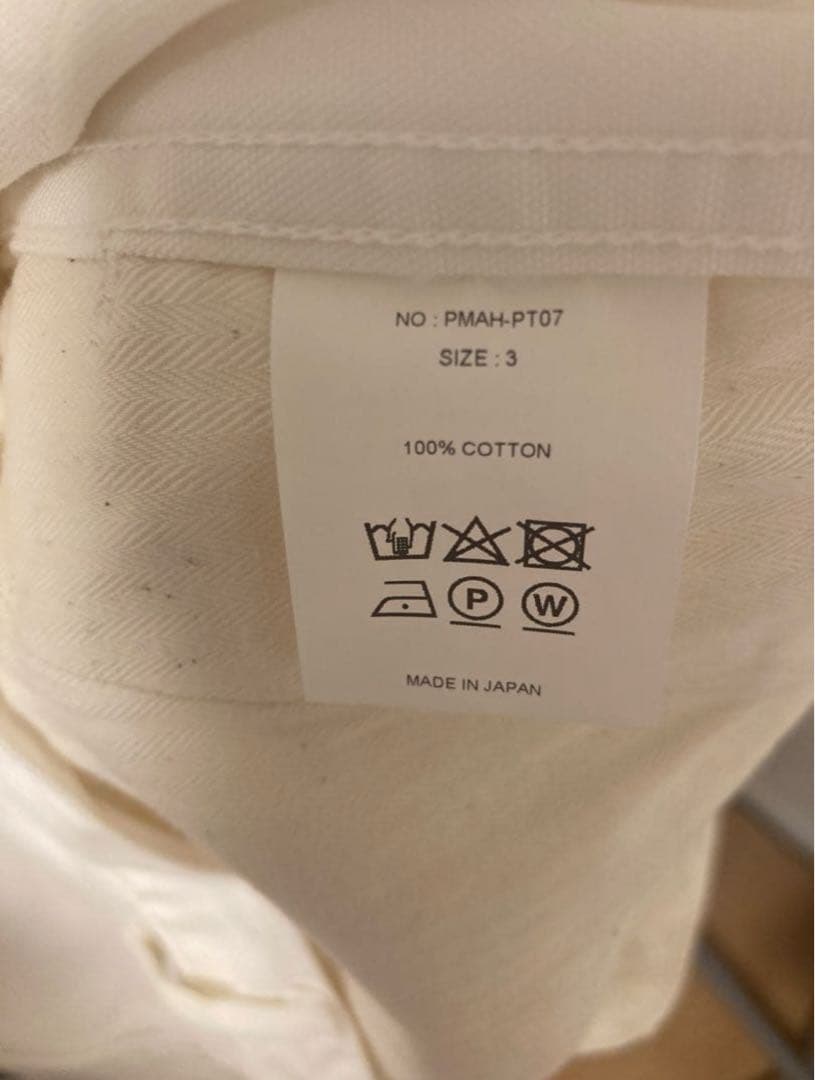 NO : PMAH-PT07
SIZE : 3
100% COTTON
P W
MADE IN JAPAN